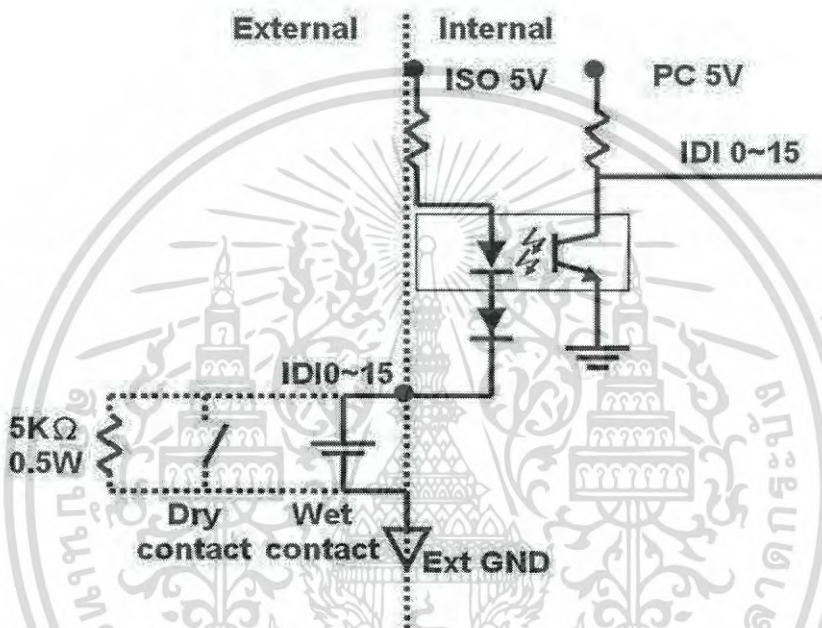 External Internal
ISO 5V PC 5V
IDI 0~15
IDI0~15
5KΩ
0.5W
Dry Wet
contact contact
Ext GND